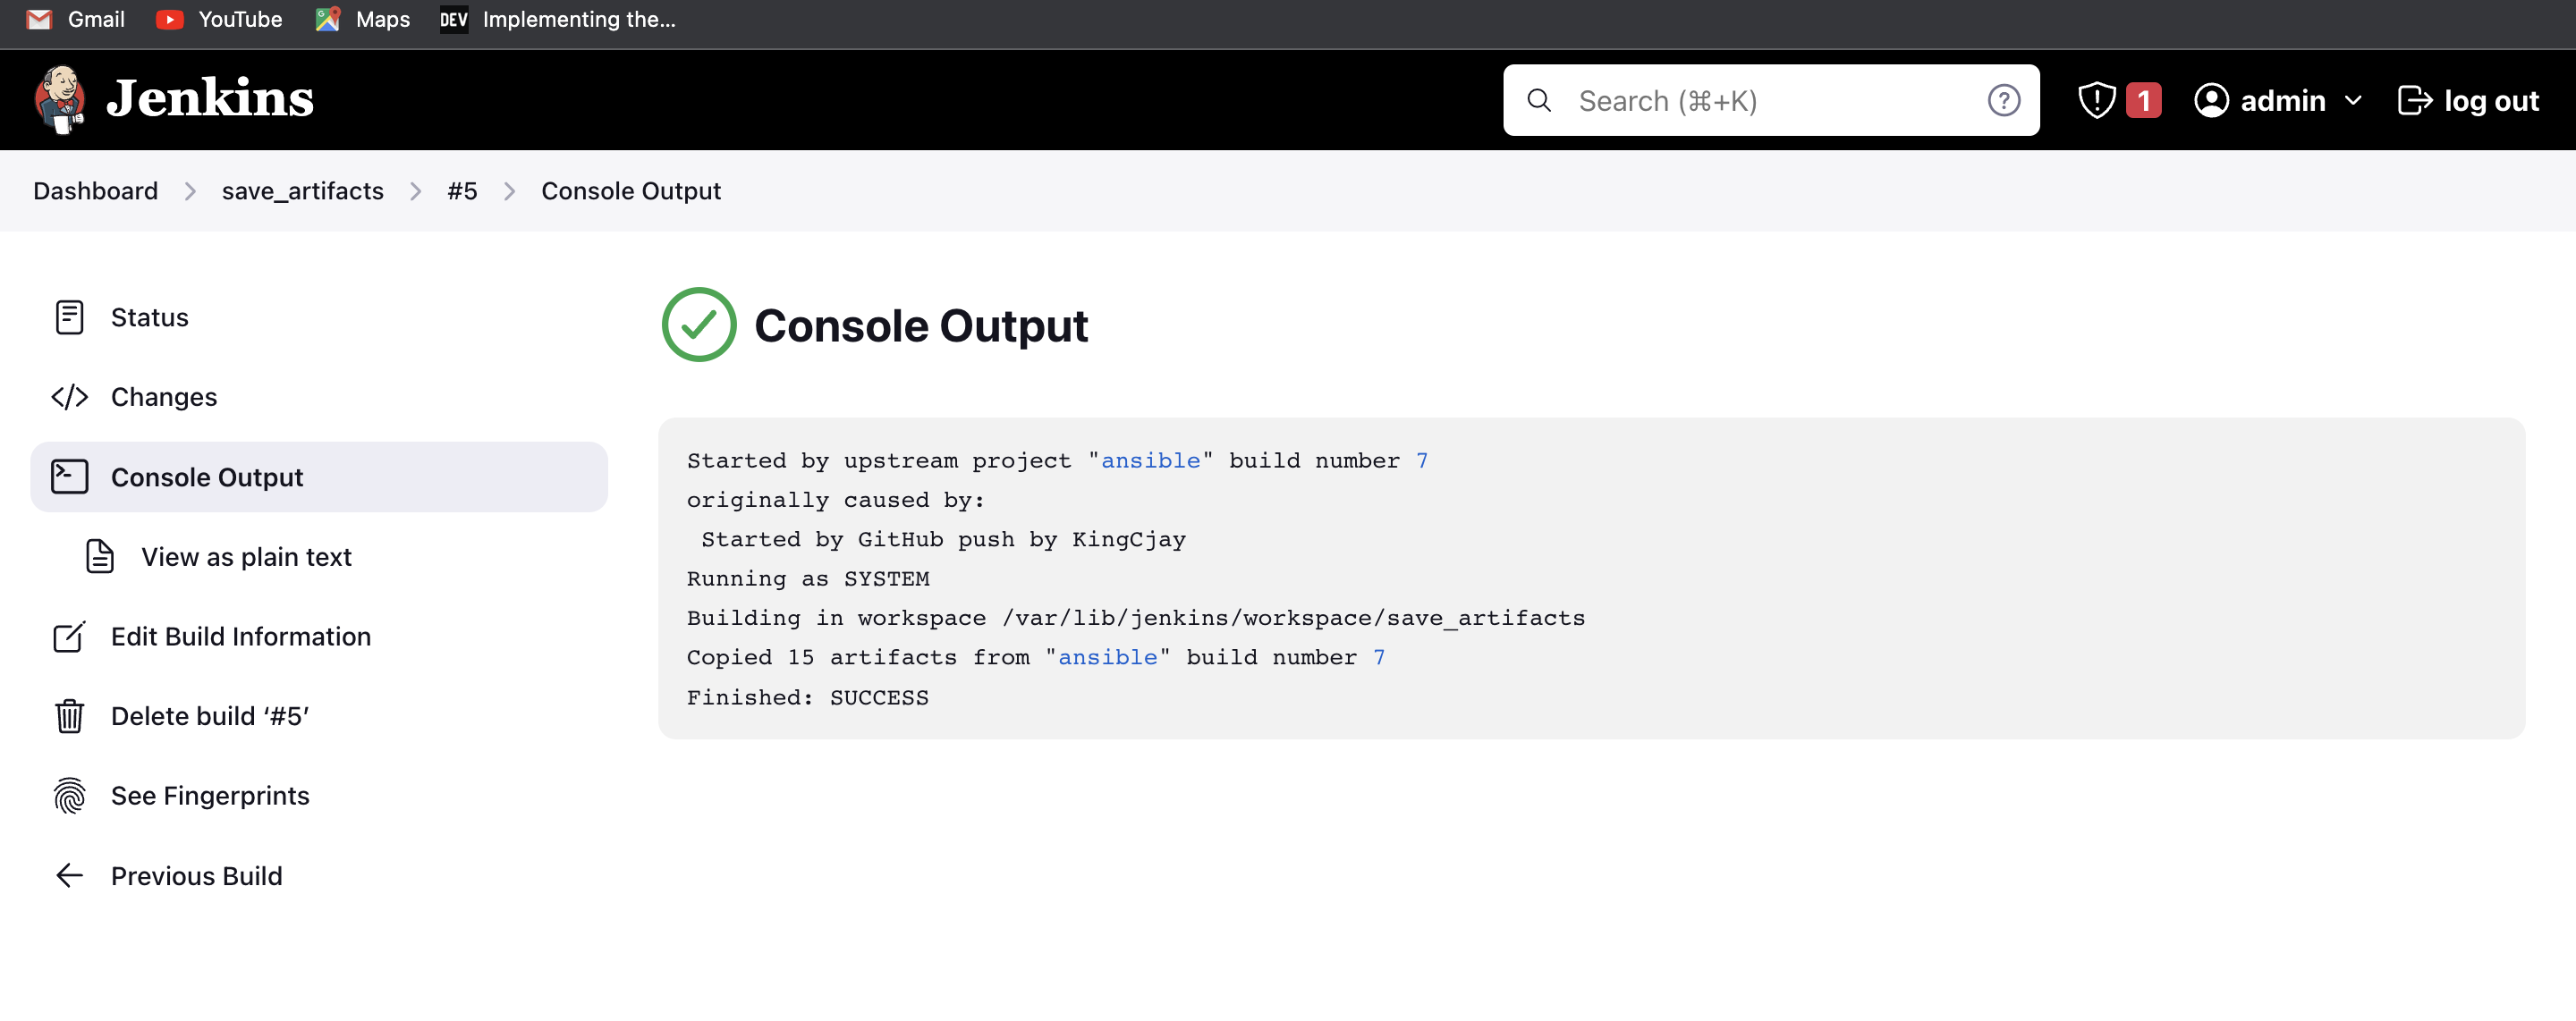 Gmail YouTube Maps DEV Implementing the...
Jenkins Search (⌘+K) ? 1 admin log out
Dashboard > save_artifacts > #5 > Console Output
Status
Changes
Console Output
View as plain text
Edit Build Information
Delete build ‘#5’
See Fingerprints
Previous Build
Console Output
Started by upstream project "ansible" build number 7
originally caused by:
Started by GitHub push by KingCjay
Running as SYSTEM
Building in workspace /var/lib/jenkins/workspace/save_artifacts
Copied 15 artifacts from "ansible" build number 7
Finished: SUCCESS